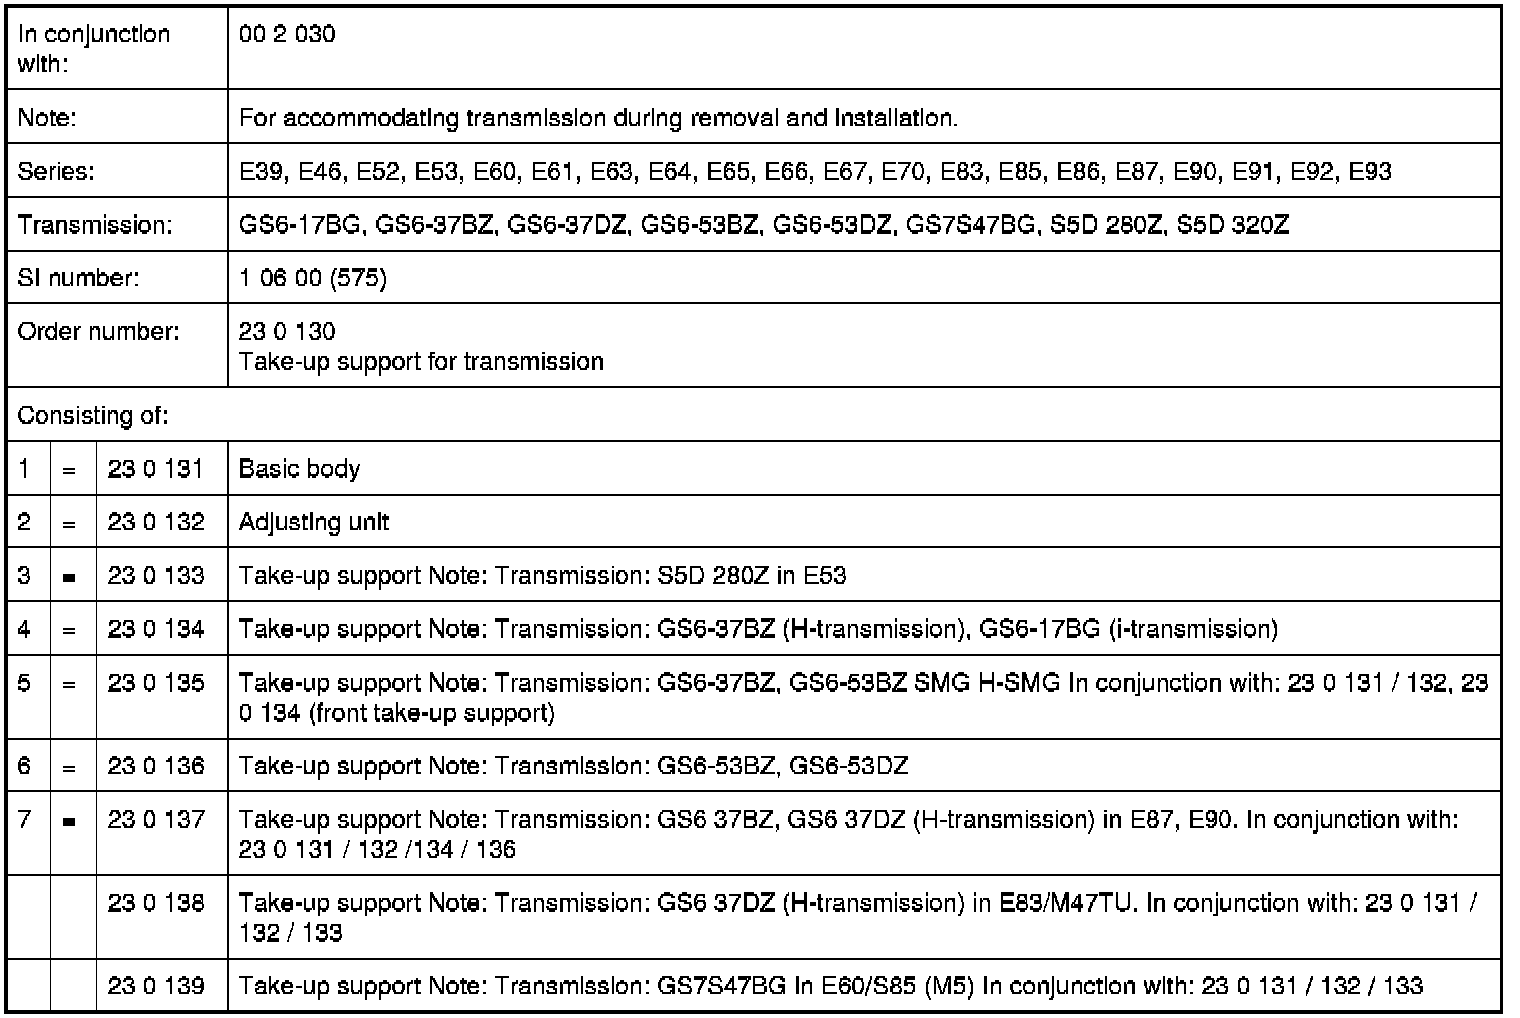 In conjunction 00 2 030
with:
Note: For accommodating transmission during removal and installation.
Series: E39, E46, E52, E53, E60, E61, E63, E64, E65, E66, E67, E70, E83, E85, E86, E87, E90, E91, E92, E93
Transmission: GS6-17BG, GS6-37BZ, GS6-37DZ, GS6-53BZ, GS6-53DZ, GS7S47BG, S5D 280Z, S5D 320Z
SI number: 1 06 00 (575)
Order number: 23 0 130
Take-up support for transmission
Consisting of:
1 = 23 0 131 Basic body
2 = 23 0 132 Adjusting unit
3 = 23 0 133 Take-up support Note: Transmission: S5D 280Z in E53
4 = 23 0 134 Take-up support Note: Transmission: GS6-37BZ (H-transmission), GS6-17BG (i-transmission)
5 = 23 0 135 Take-up support Note: Transmission: GS6-37BZ, GS6-53BZ SMG H-SMG In conjunction with: 23 0 131 / 132, 23
0 134 (front take-up support)
6 = 23 0 136 Take-up support Note: Transmission: GS6-53BZ, GS6-53DZ
7 = 23 0 137 Take-up support Note: Transmission: GS6 37BZ, GS6 37DZ (H-transmission) in E87, E90. In conjunction with:
23 0 131 / 132 /134 / 136
23 0 138 Take-up support Note: Transmission: GS6 37DZ (H-transmission) in E83/M47TU. In conjunction with: 23 0 131 /
132 / 133
23 0 139 Take-up support Note: Transmission: GS7S47BG In E60/S85 (M5) In conjunction with: 23 0 131 / 132 / 133